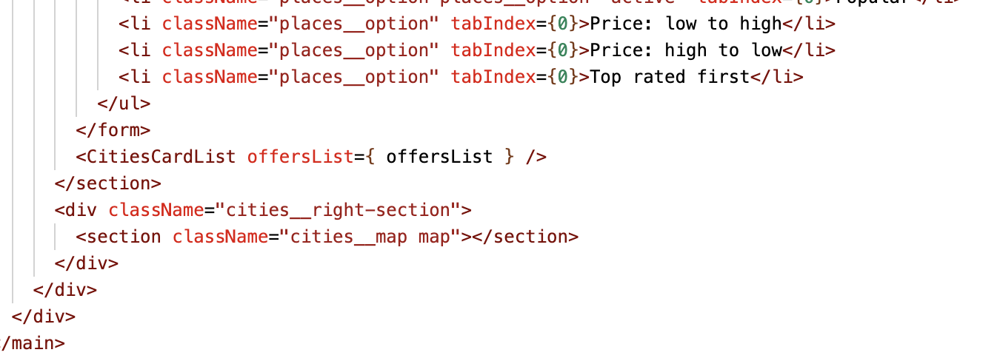 <li className="places__option places__option--active" tabIndex={0}>Popular</li>
<li className="places__option" tabIndex={0}>Price: low to high</li>
<li className="places__option" tabIndex={0}>Price: high to low</li>
<li className="places__option" tabIndex={0}>Top rated first</li>
</ul>
</form>
<CitiesCardList offersList={ offersList } />
</section>
<div className="cities__right-section">
<section className="cities__map map"></section>
</div>
</div>
</div>
/main>